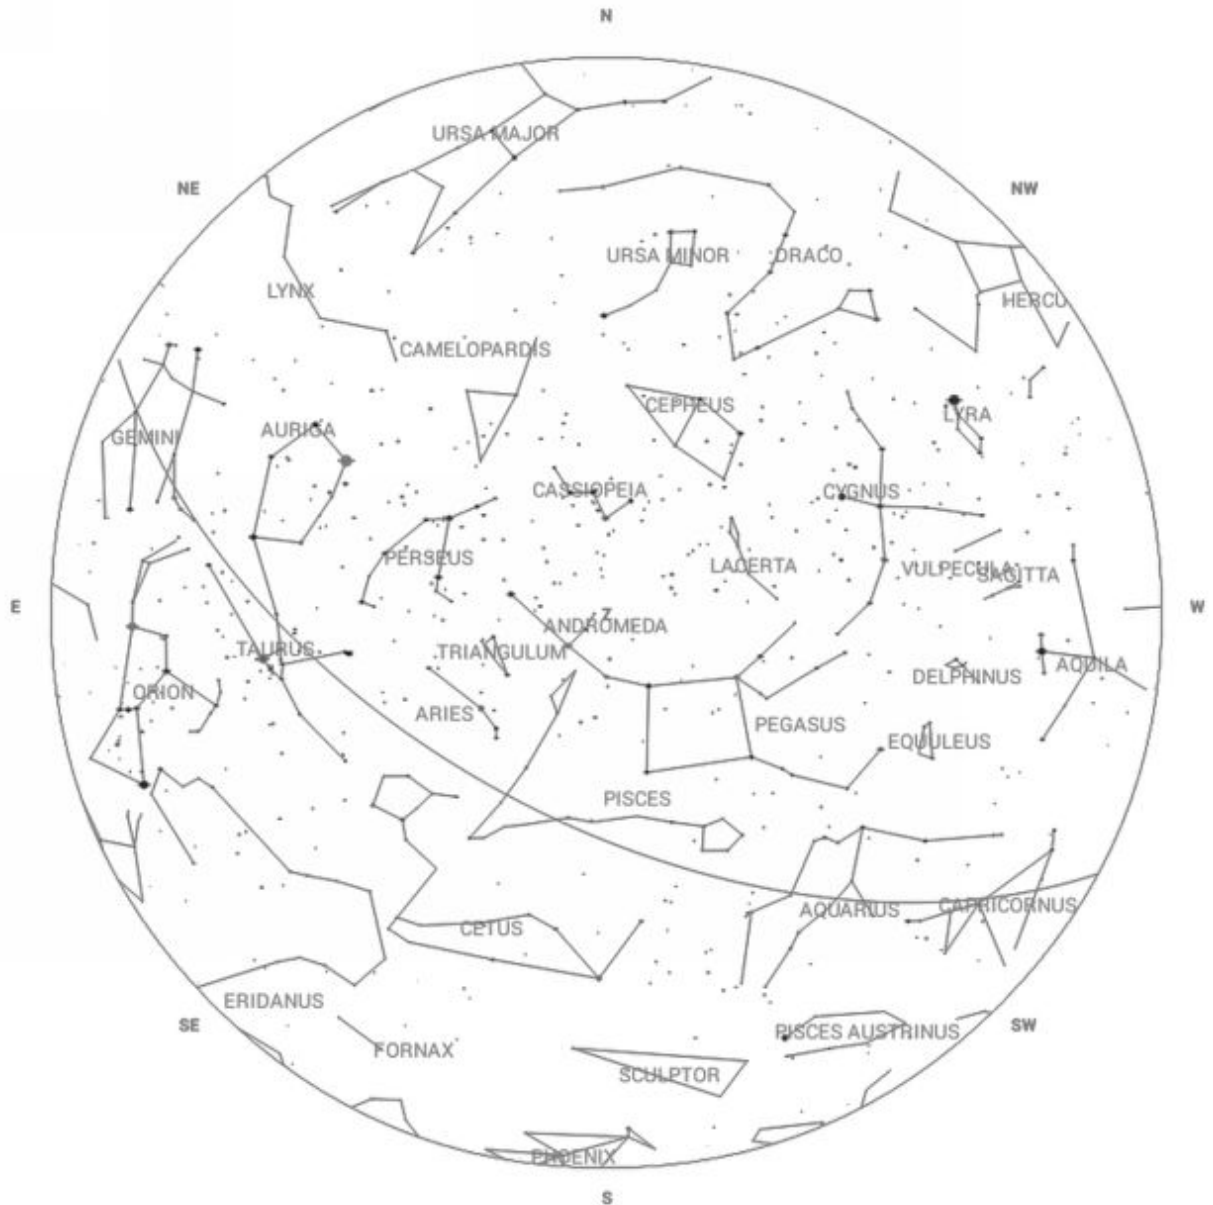 N
URSA MAJOR
NE
NW
URSA MINOR
DRACO
LYNX
HERCU
CAMELOPARDIS
CEPHEUS
LYRA
GEMINI
AURIGA
CASSIOPEIA
CYGNUS
PERSEUS
LACERTA
VULPECULA
SAGITTA
E
Z
W
ANDROMEDA
TAURUS
TRIANGULUM
AQUILA
DELPHINUS
ORION
ARIES
PEGASUS
EQUULEUS
PISCES
AQUARIUS
CAPRICORNUS
CETUS
ERIDANUS
SE
SW
PISCES AUSTRINUS
FORNAX
SCULPTOR
PHOENIX
S